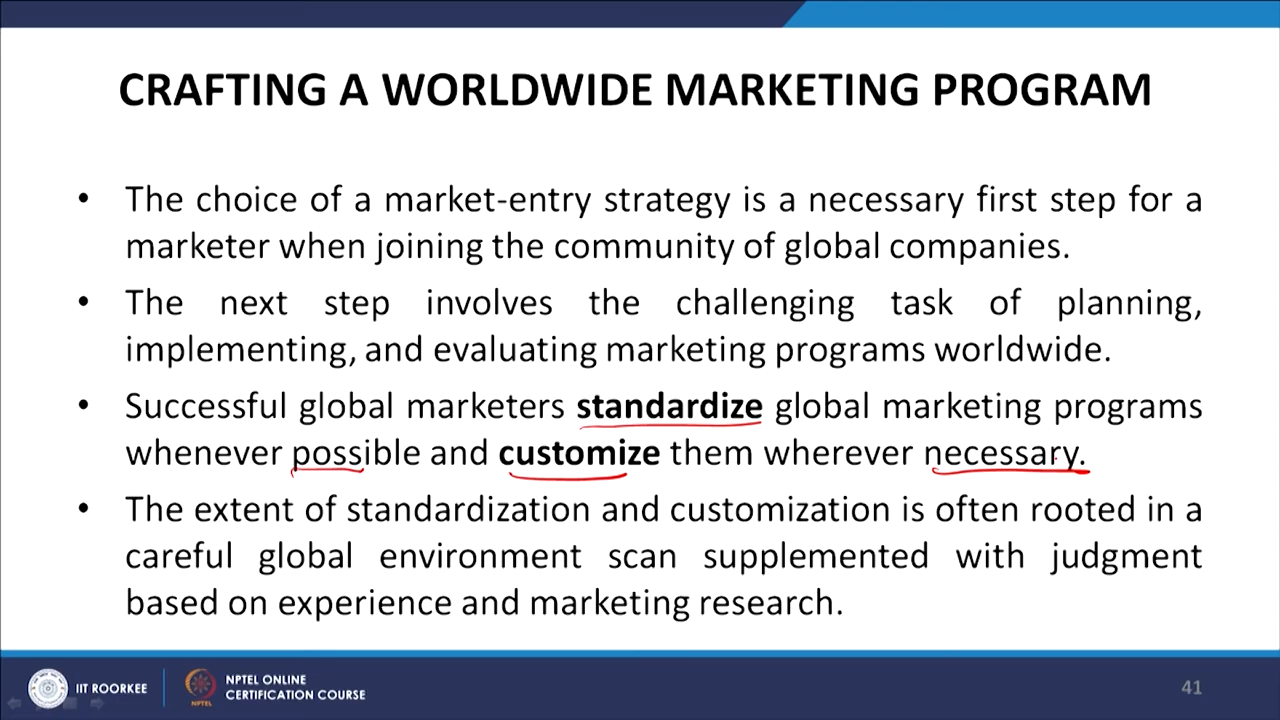 CRAFTING A WORLDWIDE MARKETING PROGRAM
• The choice of a market-entry strategy is a necessary first step for a
marketer when joining the community of global companies.
• The next step involves the challenging task of planning,
implementing, and evaluating marketing programs worldwide.
• Successful global marketers standardize global marketing programs
whenever possible and customize them wherever necessary.
• The extent of standardization and customization is often rooted in a
careful global environment scan supplemented with judgment
based on experience and marketing research.
IIT ROORKEE
NPTEL
NPTEL ONLINE
CERTIFICATION COURSE
41